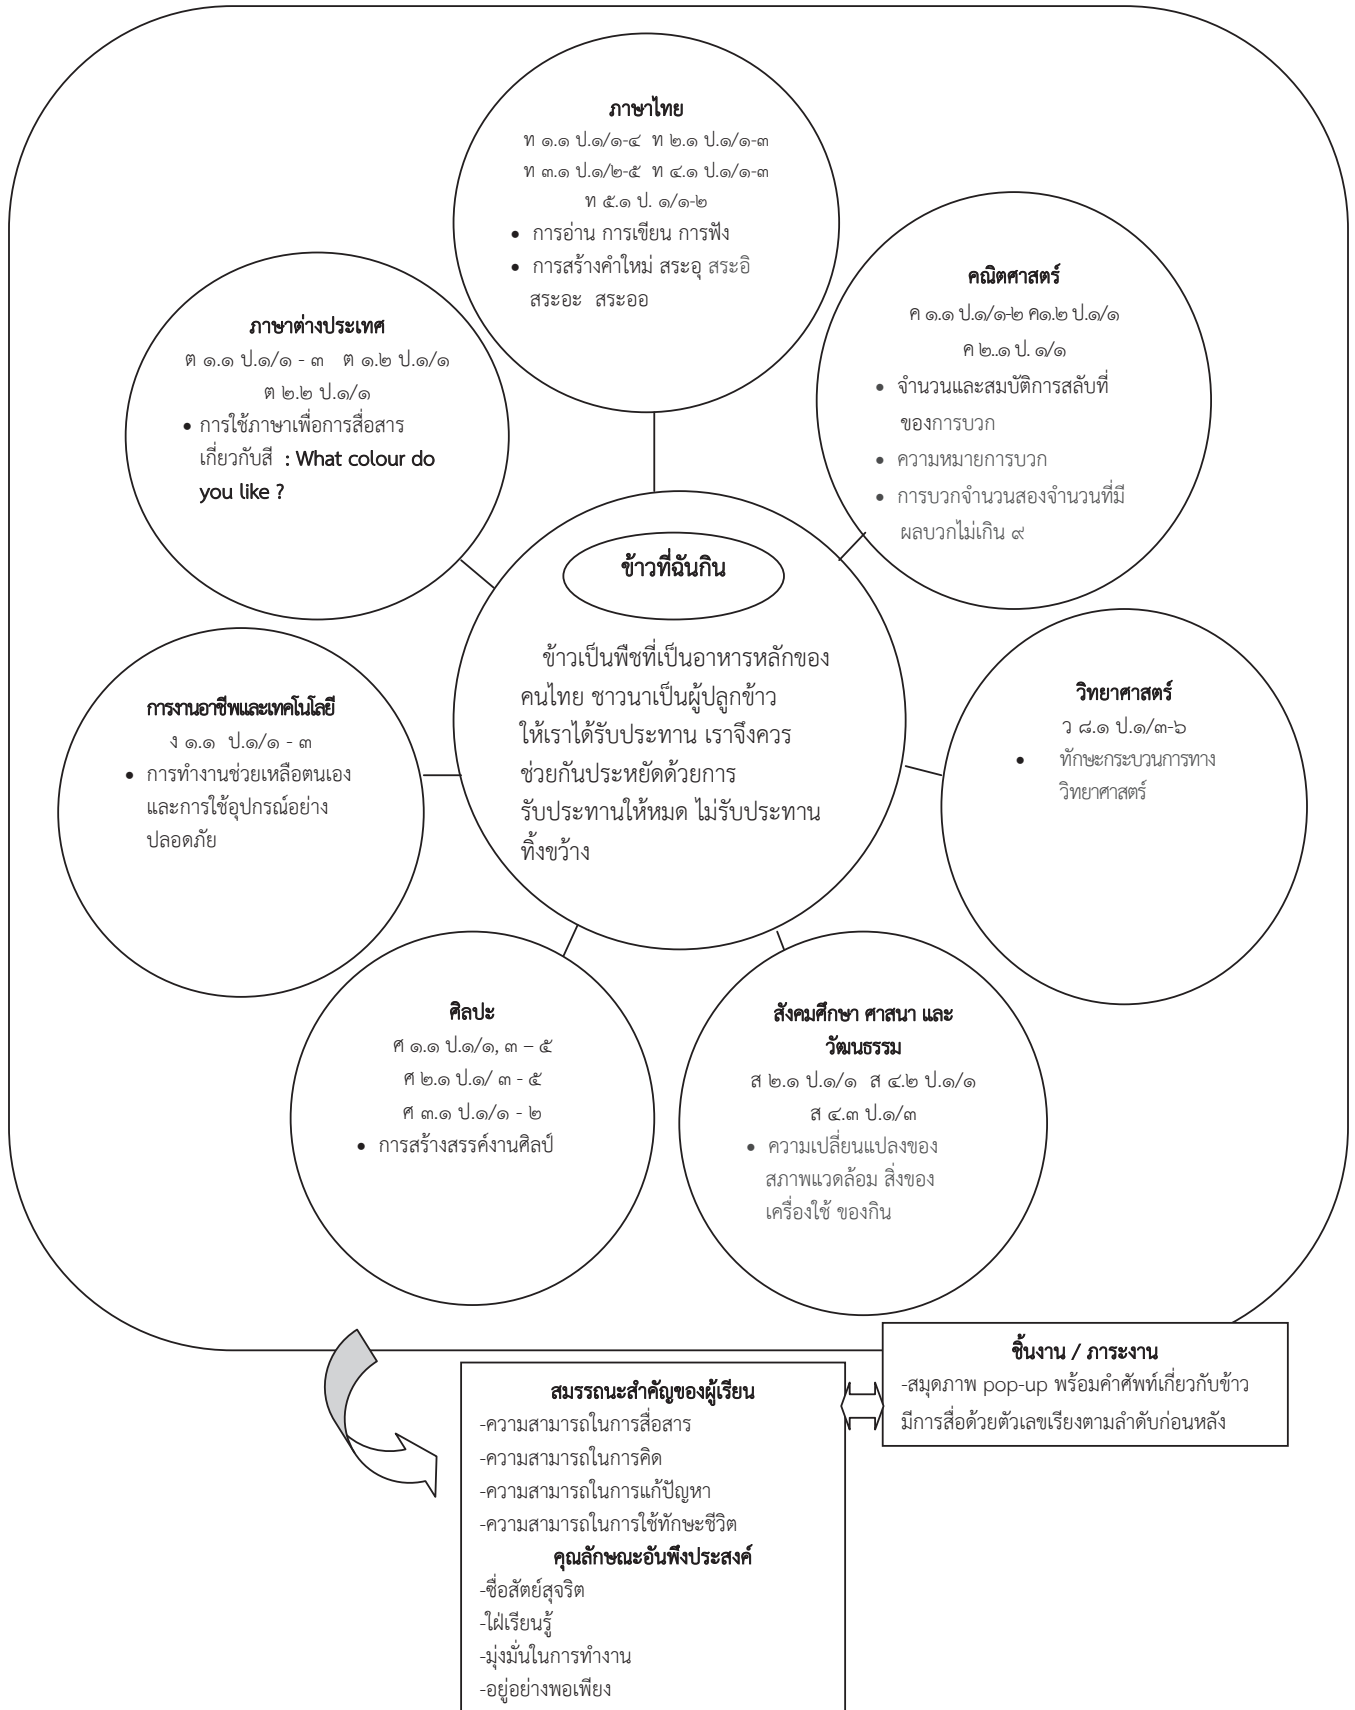 ภาษาไทย
ท ๑.๑ ป.๑/๑-๔  ท ๒.๑ ป.๑/๑-๓
ท ๓.๑ ป.๑/๒-๕  ท ๔.๑ ป.๑/๑-๓
ท ๕.๑ ป. ๑/๑-๒
• การอ่าน การเขียน การฟัง
• การสร้างคำใหม่ สระอุ สระอิ
สระอะ  สระออ
คณิตศาสตร์
ค ๑.๑ ป.๑/๑-๒ ค๑.๒ ป.๑/๑
ค ๒..๑ ป. ๑/๑
• จำนวนและสมบัติการสลับที่
ของการบวก
• ความหมายการบวก
• การบวกจำนวนสองจำนวนที่มี
ผลบวกไม่เกิน ๙
ภาษาต่างประเทศ
ต ๑.๑ ป.๑/๑ - ๓   ต ๑.๒ ป.๑/๑
ต ๒.๒ ป.๑/๑
• การใช้ภาษาเพื่อการสื่อสาร
เกี่ยวกับสี  : What colour do
you like ?
ข้าวที่ฉันกิน
ข้าวเป็นพืชที่เป็นอาหารหลักของ
คนไทย ชาวนาเป็นผู้ปลูกข้าว
ให้เราได้รับประทาน เราจึงควร
ช่วยกันประหยัดด้วยการ
รับประทานให้หมด ไม่รับประทาน
ทิ้งขว้าง
การงานอาชีพและเทคโนโลยี
ง ๑.๑  ป.๑/๑ - ๓
• การทำงานช่วยเหลือตนเอง
และการใช้อุปกรณ์อย่าง
ปลอดภัย
วิทยาศาสตร์
ว ๘.๑ ป.๑/๓-๖
• ทักษะกระบวนการทาง
วิทยาศาสตร์
ศิลปะ
ศ ๑.๑ ป.๑/๑, ๓ – ๕
ศ ๒.๑ ป.๑/ ๓ - ๕
ศ ๓.๑ ป.๑/๑ - ๒
• การสร้างสรรค์งานศิลป์
สังคมศึกษา ศาสนา และ
วัฒนธรรม
ส ๒.๑ ป.๑/๑  ส ๔.๒ ป.๑/๑
ส ๔.๓ ป.๑/๓
• ความเปลี่ยนแปลงของ
สภาพแวดล้อม สิ่งของ
เครื่องใช้ ของกิน
ชิ้นงาน / ภาระงาน
-สมุดภาพ pop-up พร้อมคำศัพท์เกี่ยวกับข้าว
มีการสื่อด้วยตัวเลขเรียงตามลำดับก่อนหลัง
สมรรถนะสำคัญของผู้เรียน
-ความสามารถในการสื่อสาร
-ความสามารถในการคิด
-ความสามารถในการแก้ปัญหา
-ความสามารถในการใช้ทักษะชีวิต
คุณลักษณะอันพึงประสงค์
-ซื่อสัตย์สุจริต
-ใฝ่เรียนรู้
-มุ่งมั่นในการทำงาน
-อยู่อย่างพอเพียง